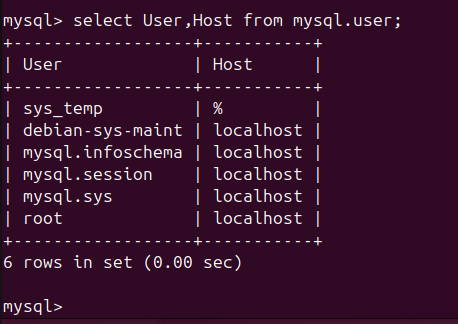 mysql> select User,Host from mysql.user;
+------------------+-----------+
| User             | Host      |
+------------------+-----------+
| sys_temp         | %         |
| debian-sys-maint | localhost |
| mysql.infoschema | localhost |
| mysql.session    | localhost |
| mysql.sys        | localhost |
| root             | localhost |
+------------------+-----------+
6 rows in set (0.00 sec)
mysql>